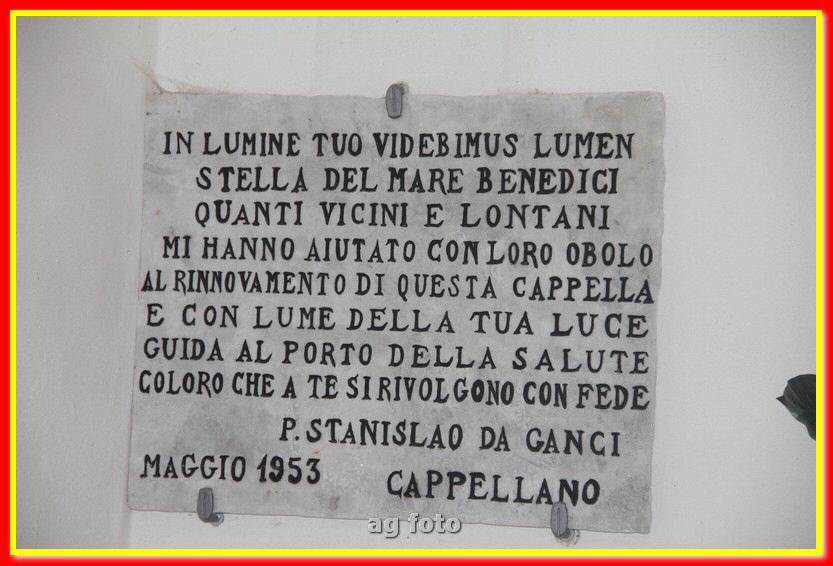 IN LUMINE TUO VIDEBIMUS LUMEN
STELLA DEL MARE BENEDICI
QUANTI VICINI E LONTANI
MI HANNO AIUTATO CON LORO OBOLO
AL RINNOVAMENTO DI QUESTA CAPPELLA
E CON LUME DELLA TUA LUCE
GUIDA AL PORTO DELLA SALUTE
COLORO CHE A TE SI RIVOLGONO CON FEDE
P. STANISLAO DA GANCI
MAGGIO 1953 CAPPELLANO
ag foto